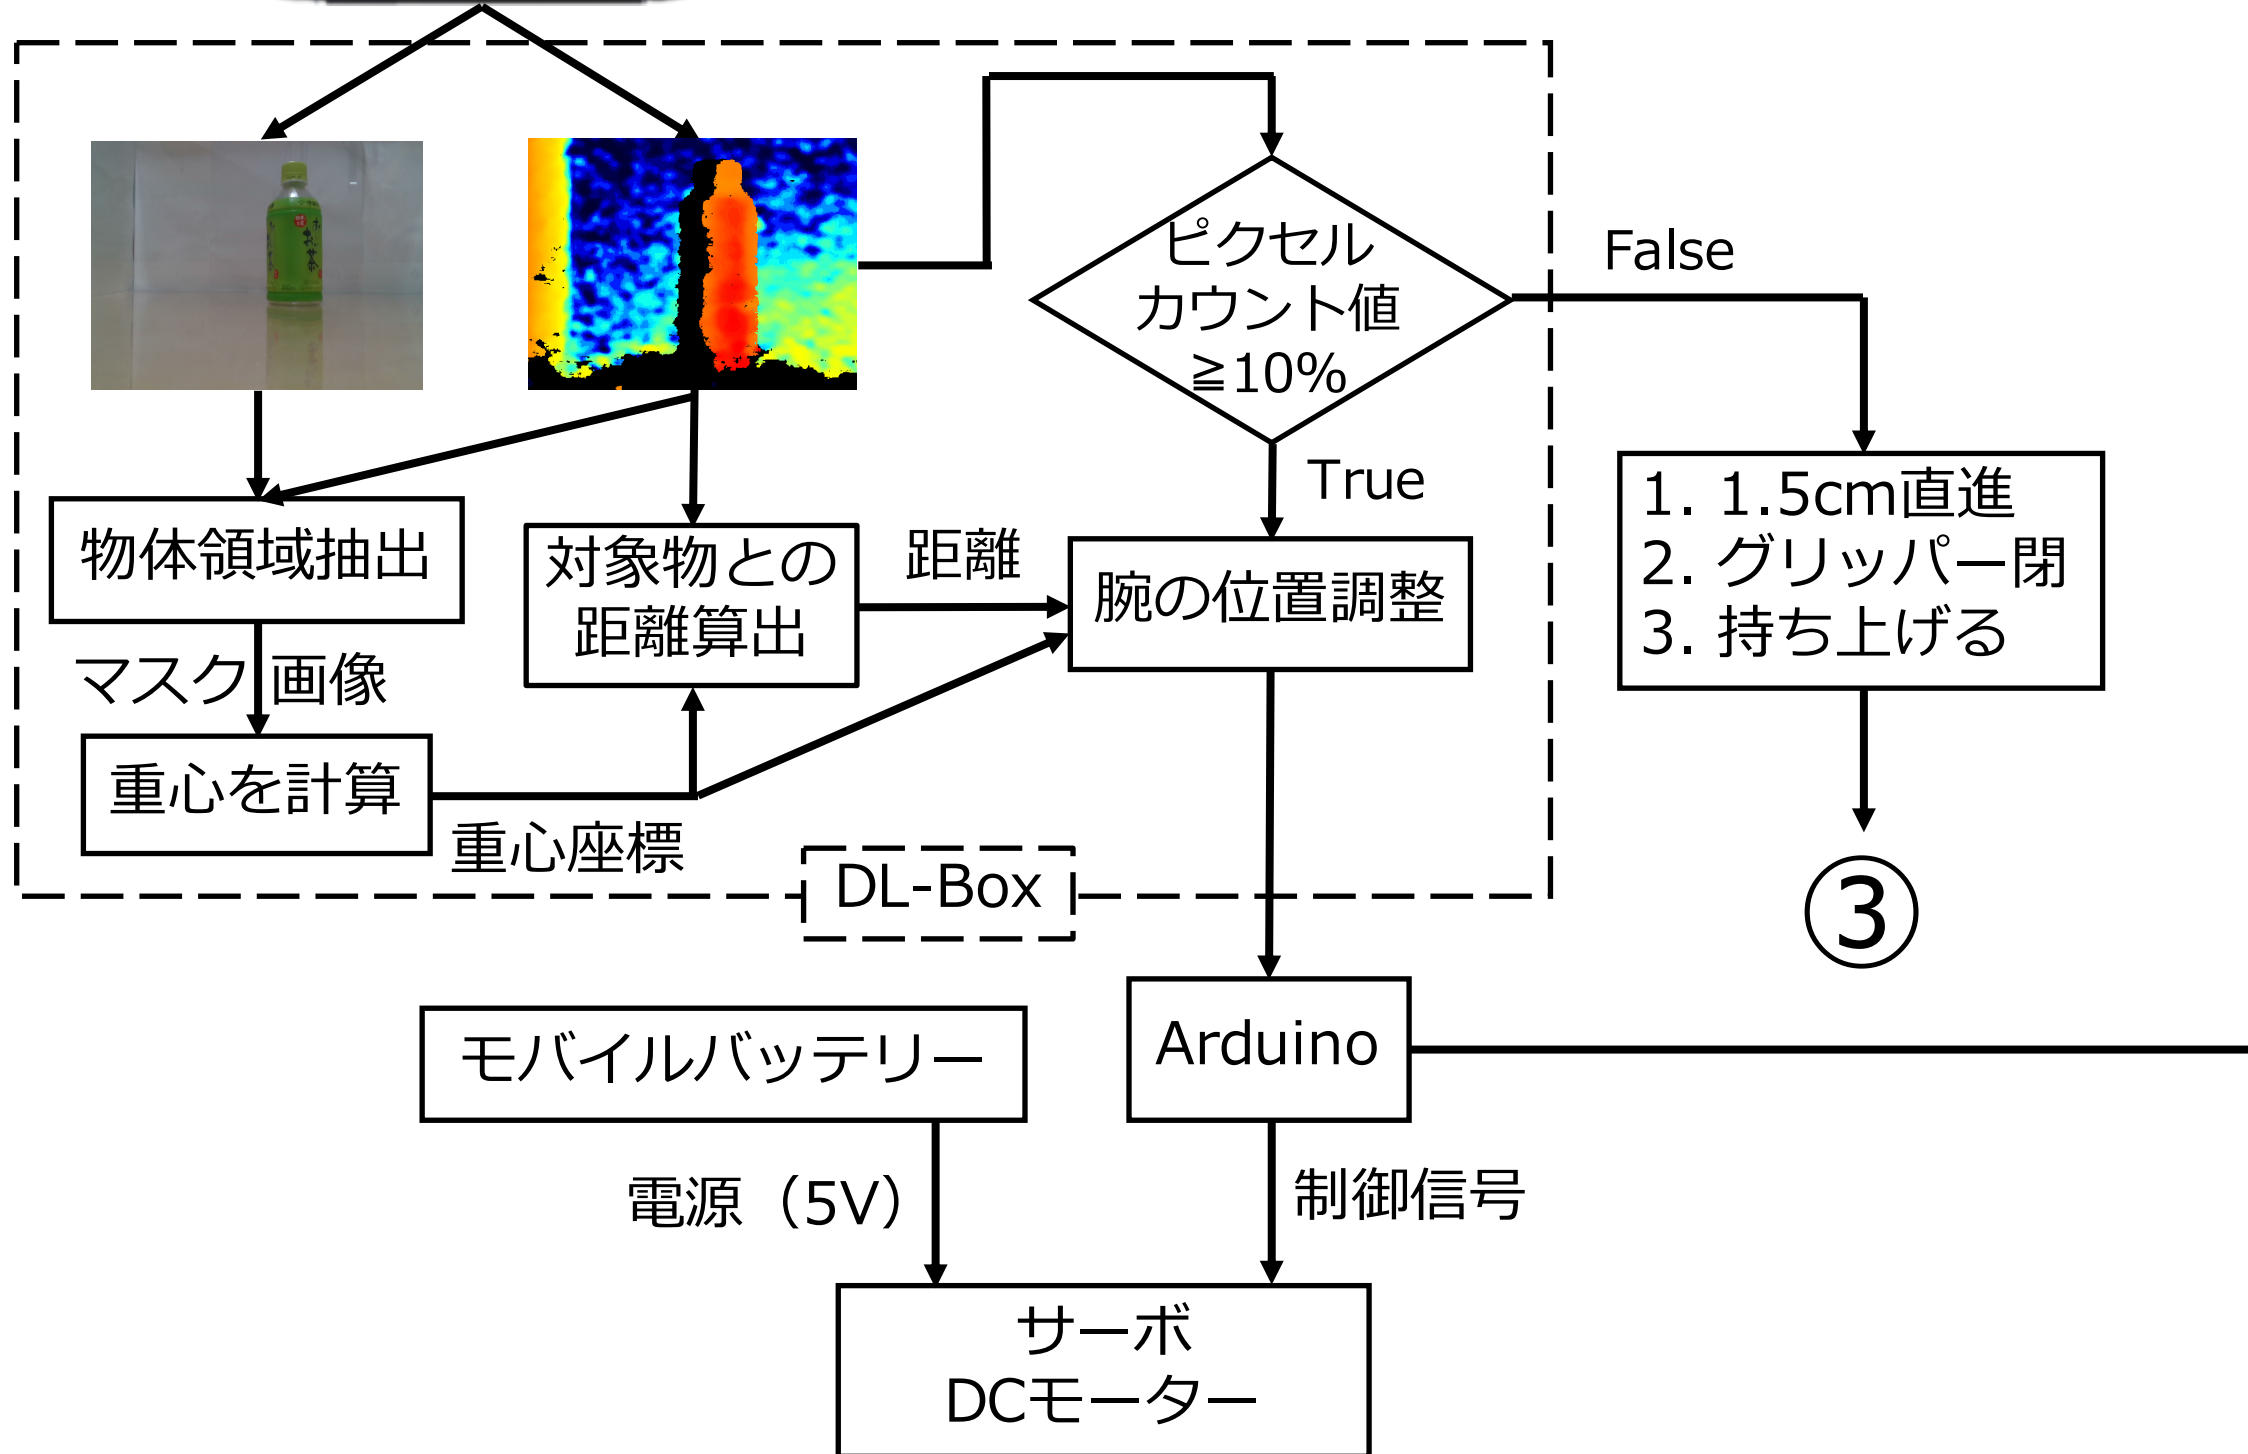 ピクセル
カウント値
≧10%
False
True
1. 1.5cm直進
2. グリッパー閉
3. 持ち上げる
物体領域抽出
対象物との
距離算出
距離
腕の位置調整
マスク画像
重心を計算
重心座標
DL-Box
③
モバイルバッテリー
Arduino
電源（5V）
制御信号
サーボ
DCモーター